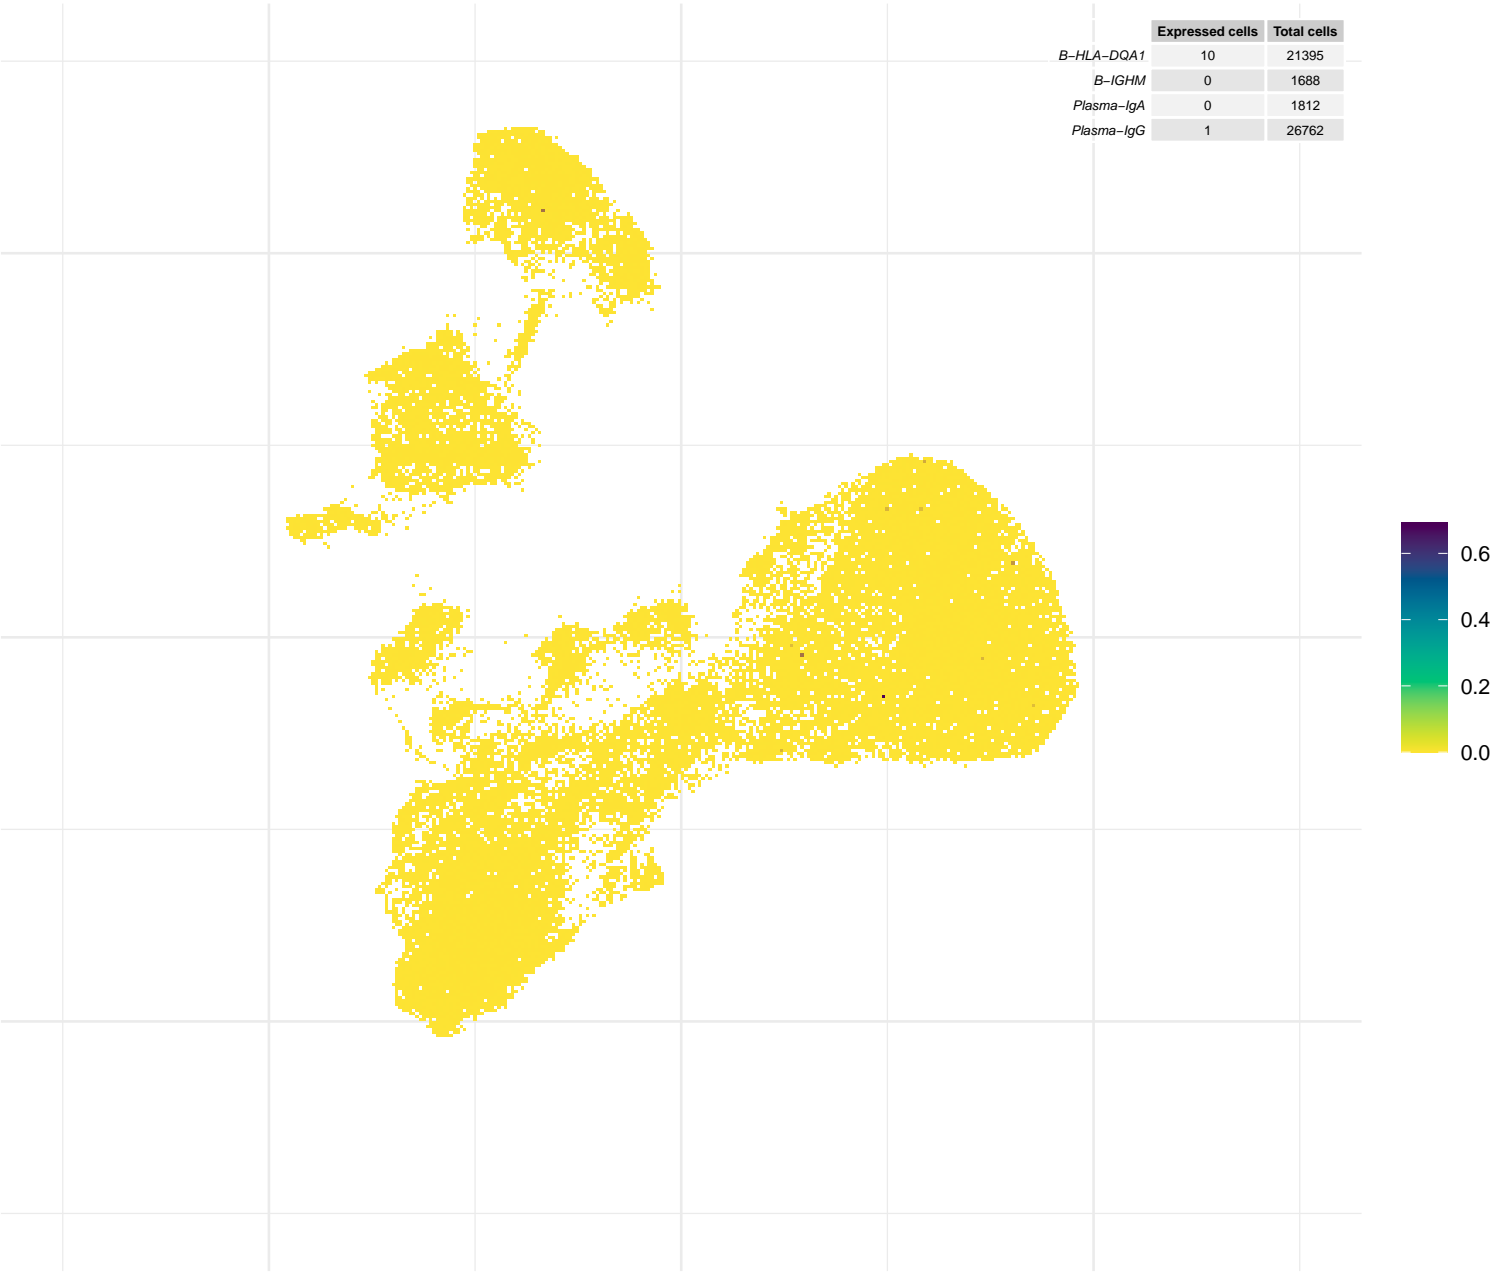 Expressed cells Total cells
B−HLA−DQA1 10 21395
B−IGHM 0 1688
Plasma−IgA 0 1812
Plasma−IgG 1 26762
0.6
0.4
0.2
0.0